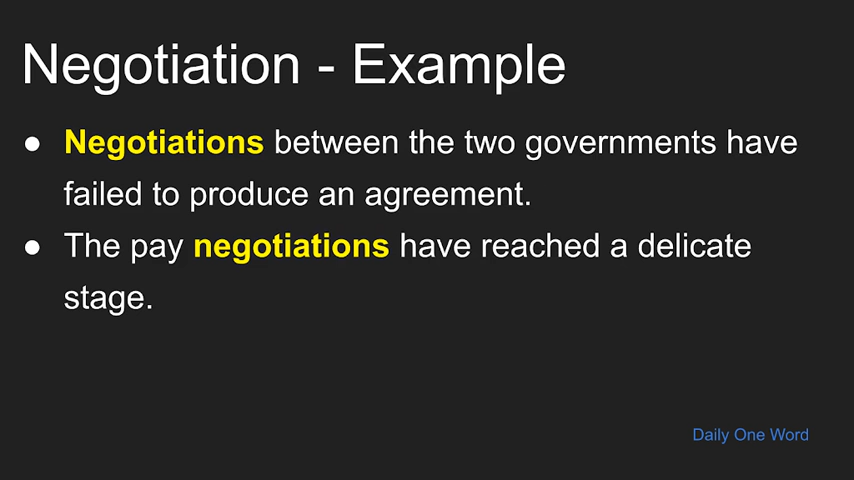 Negotiation - Example
● Negotiations between the two governments have
failed to produce an agreement.
● The pay negotiations have reached a delicate
stage.
Daily One Word